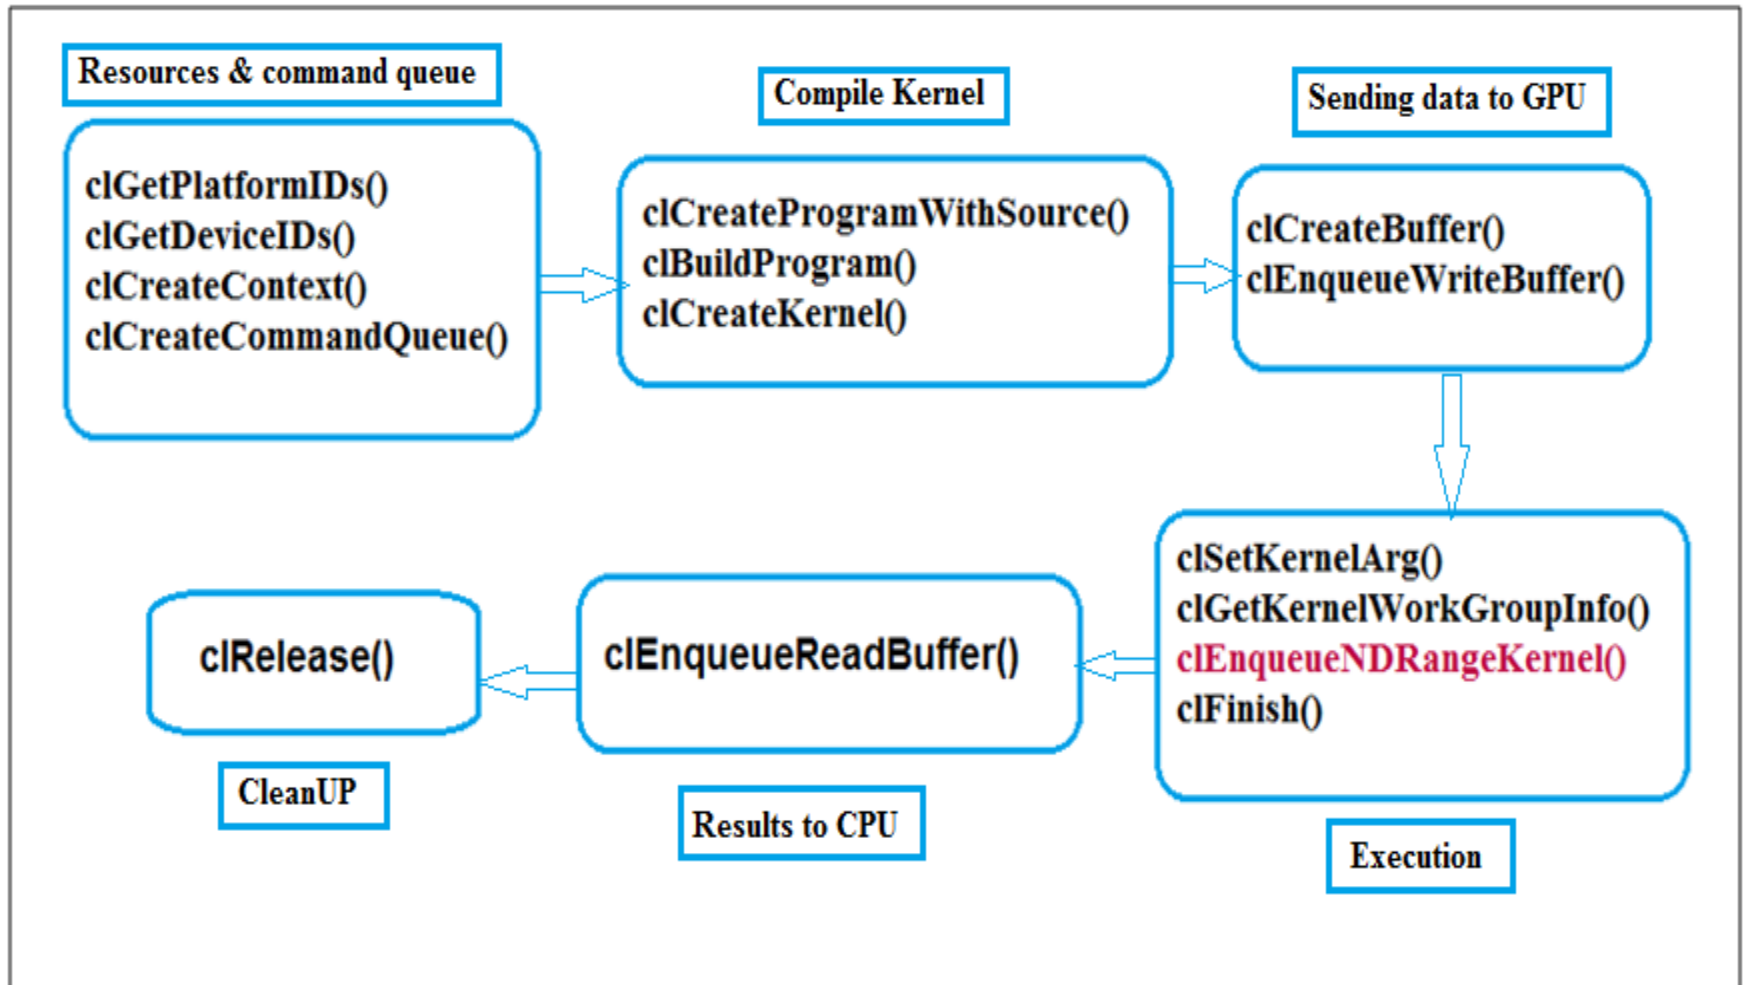 Resources & command queue
clGetPlatformIDs()
clGetDeviceIDs()
clCreateContext()
clCreateCommandQueue()
Compile Kernel
clCreateProgramWithSource()
clBuildProgram()
clCreateKernel()
Sending data to GPU
clCreateBuffer()
clEnqueueWriteBuffer()
clSetKernelArg()
clGetKernelWorkGroupInfo()
clEnqueueNDRangeKernel()
clFinish()
Execution
clEnqueueReadBuffer()
Results to CPU
clRelease()
CleanUP